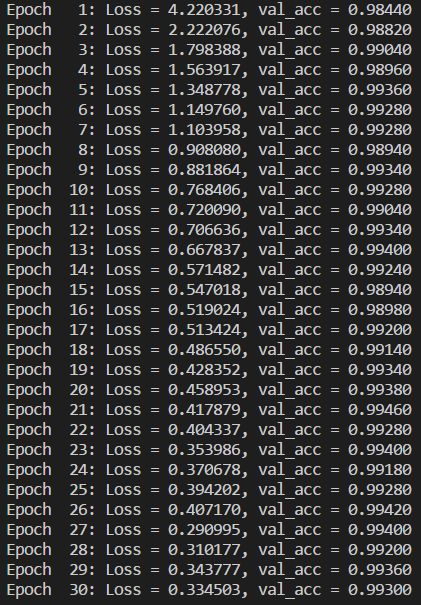 Epoch   1: Loss = 4.220331, val_acc = 0.98440
Epoch   2: Loss = 2.222076, val_acc = 0.98820
Epoch   3: Loss = 1.798388, val_acc = 0.99040
Epoch   4: Loss = 1.563917, val_acc = 0.98960
Epoch   5: Loss = 1.348778, val_acc = 0.99360
Epoch   6: Loss = 1.149760, val_acc = 0.99280
Epoch   7: Loss = 1.103958, val_acc = 0.99280
Epoch   8: Loss = 0.908080, val_acc = 0.98940
Epoch   9: Loss = 0.881864, val_acc = 0.99340
Epoch  10: Loss = 0.768406, val_acc = 0.99280
Epoch  11: Loss = 0.720090, val_acc = 0.99040
Epoch  12: Loss = 0.706636, val_acc = 0.99340
Epoch  13: Loss = 0.667837, val_acc = 0.99400
Epoch  14: Loss = 0.571482, val_acc = 0.99240
Epoch  15: Loss = 0.547018, val_acc = 0.98940
Epoch  16: Loss = 0.519024, val_acc = 0.98980
Epoch  17: Loss = 0.513424, val_acc = 0.99200
Epoch  18: Loss = 0.486550, val_acc = 0.99140
Epoch  19: Loss = 0.428352, val_acc = 0.99340
Epoch  20: Loss = 0.458953, val_acc = 0.99380
Epoch  21: Loss = 0.417879, val_acc = 0.99460
Epoch  22: Loss = 0.404337, val_acc = 0.99280
Epoch  23: Loss = 0.353986, val_acc = 0.99400
Epoch  24: Loss = 0.370678, val_acc = 0.99180
Epoch  25: Loss = 0.394202, val_acc = 0.99280
Epoch  26: Loss = 0.407170, val_acc = 0.99420
Epoch  27: Loss = 0.290995, val_acc = 0.99400
Epoch  28: Loss = 0.310177, val_acc = 0.99200
Epoch  29: Loss = 0.343777, val_acc = 0.99360
Epoch  30: Loss = 0.334503, val_acc = 0.99300